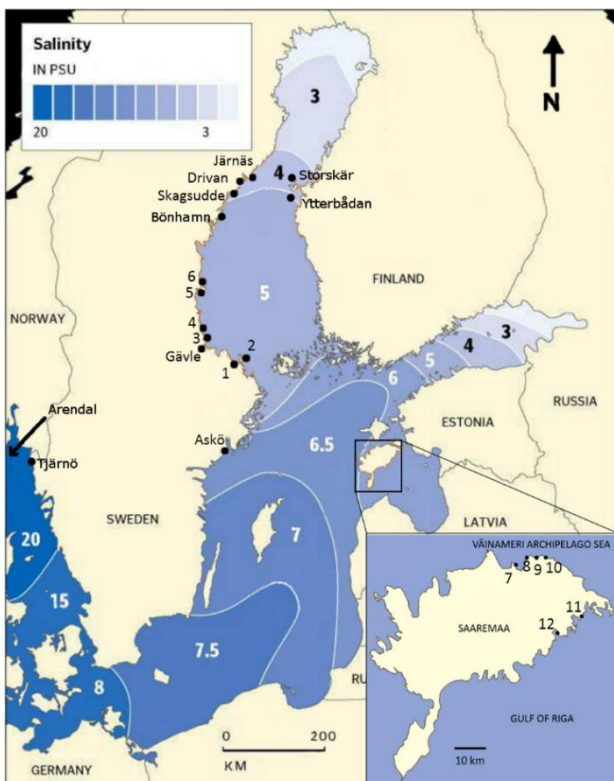 Salinity
IN PSU
20
3
N
3
Järnäs
4
Storskär
Drivan
Skagsudde
Ytterbådan
Bönhamn
6
5
5
FINLAND
NORWAY
4
3
3
4
Gävle
2
5
1
6
RUSSIA
Arendal
Askö
6.5
ESTONIA
Tjärnö
SWEDEN
LATVIA
7
20
VÄINAMERI ARCHIPELAGO SEA
7
8
9
10
15
11
SAAREMAA
12
7.5
8
RU
GULF OF RIGA
0
200
KM
GERMANY
10 km